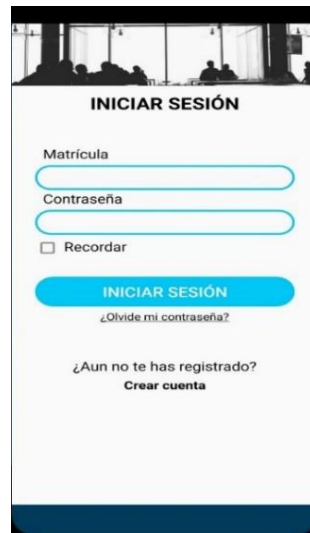 INICIAR SESIÓN
Matrícula
Contraseña
Recordar
INICIAR SESIÓN
¿Olvide mi contraseña?
¿Aun no te has registrado?
Crear cuenta